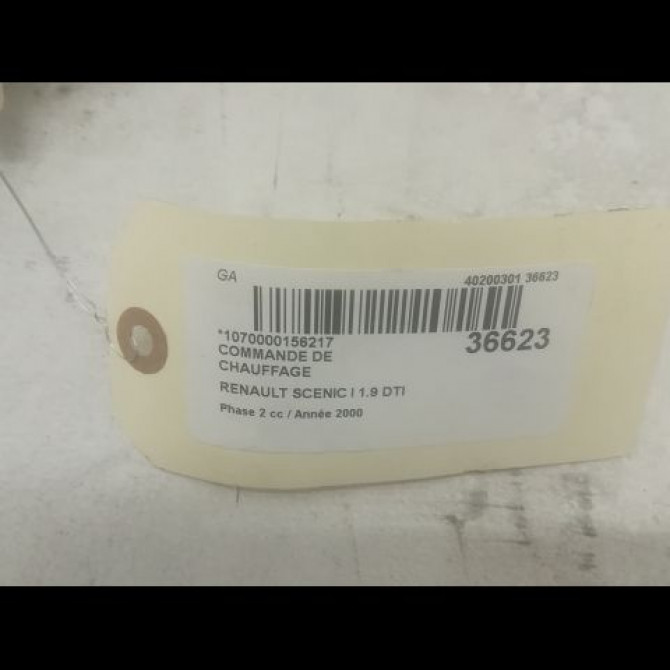 GA
40200301 36623
*1070000156217
36623
COMMANDE DE
CHAUFFAGE
RENAULT SCENIC I 1.9 DTI
Phase 2 cc / Année 2000